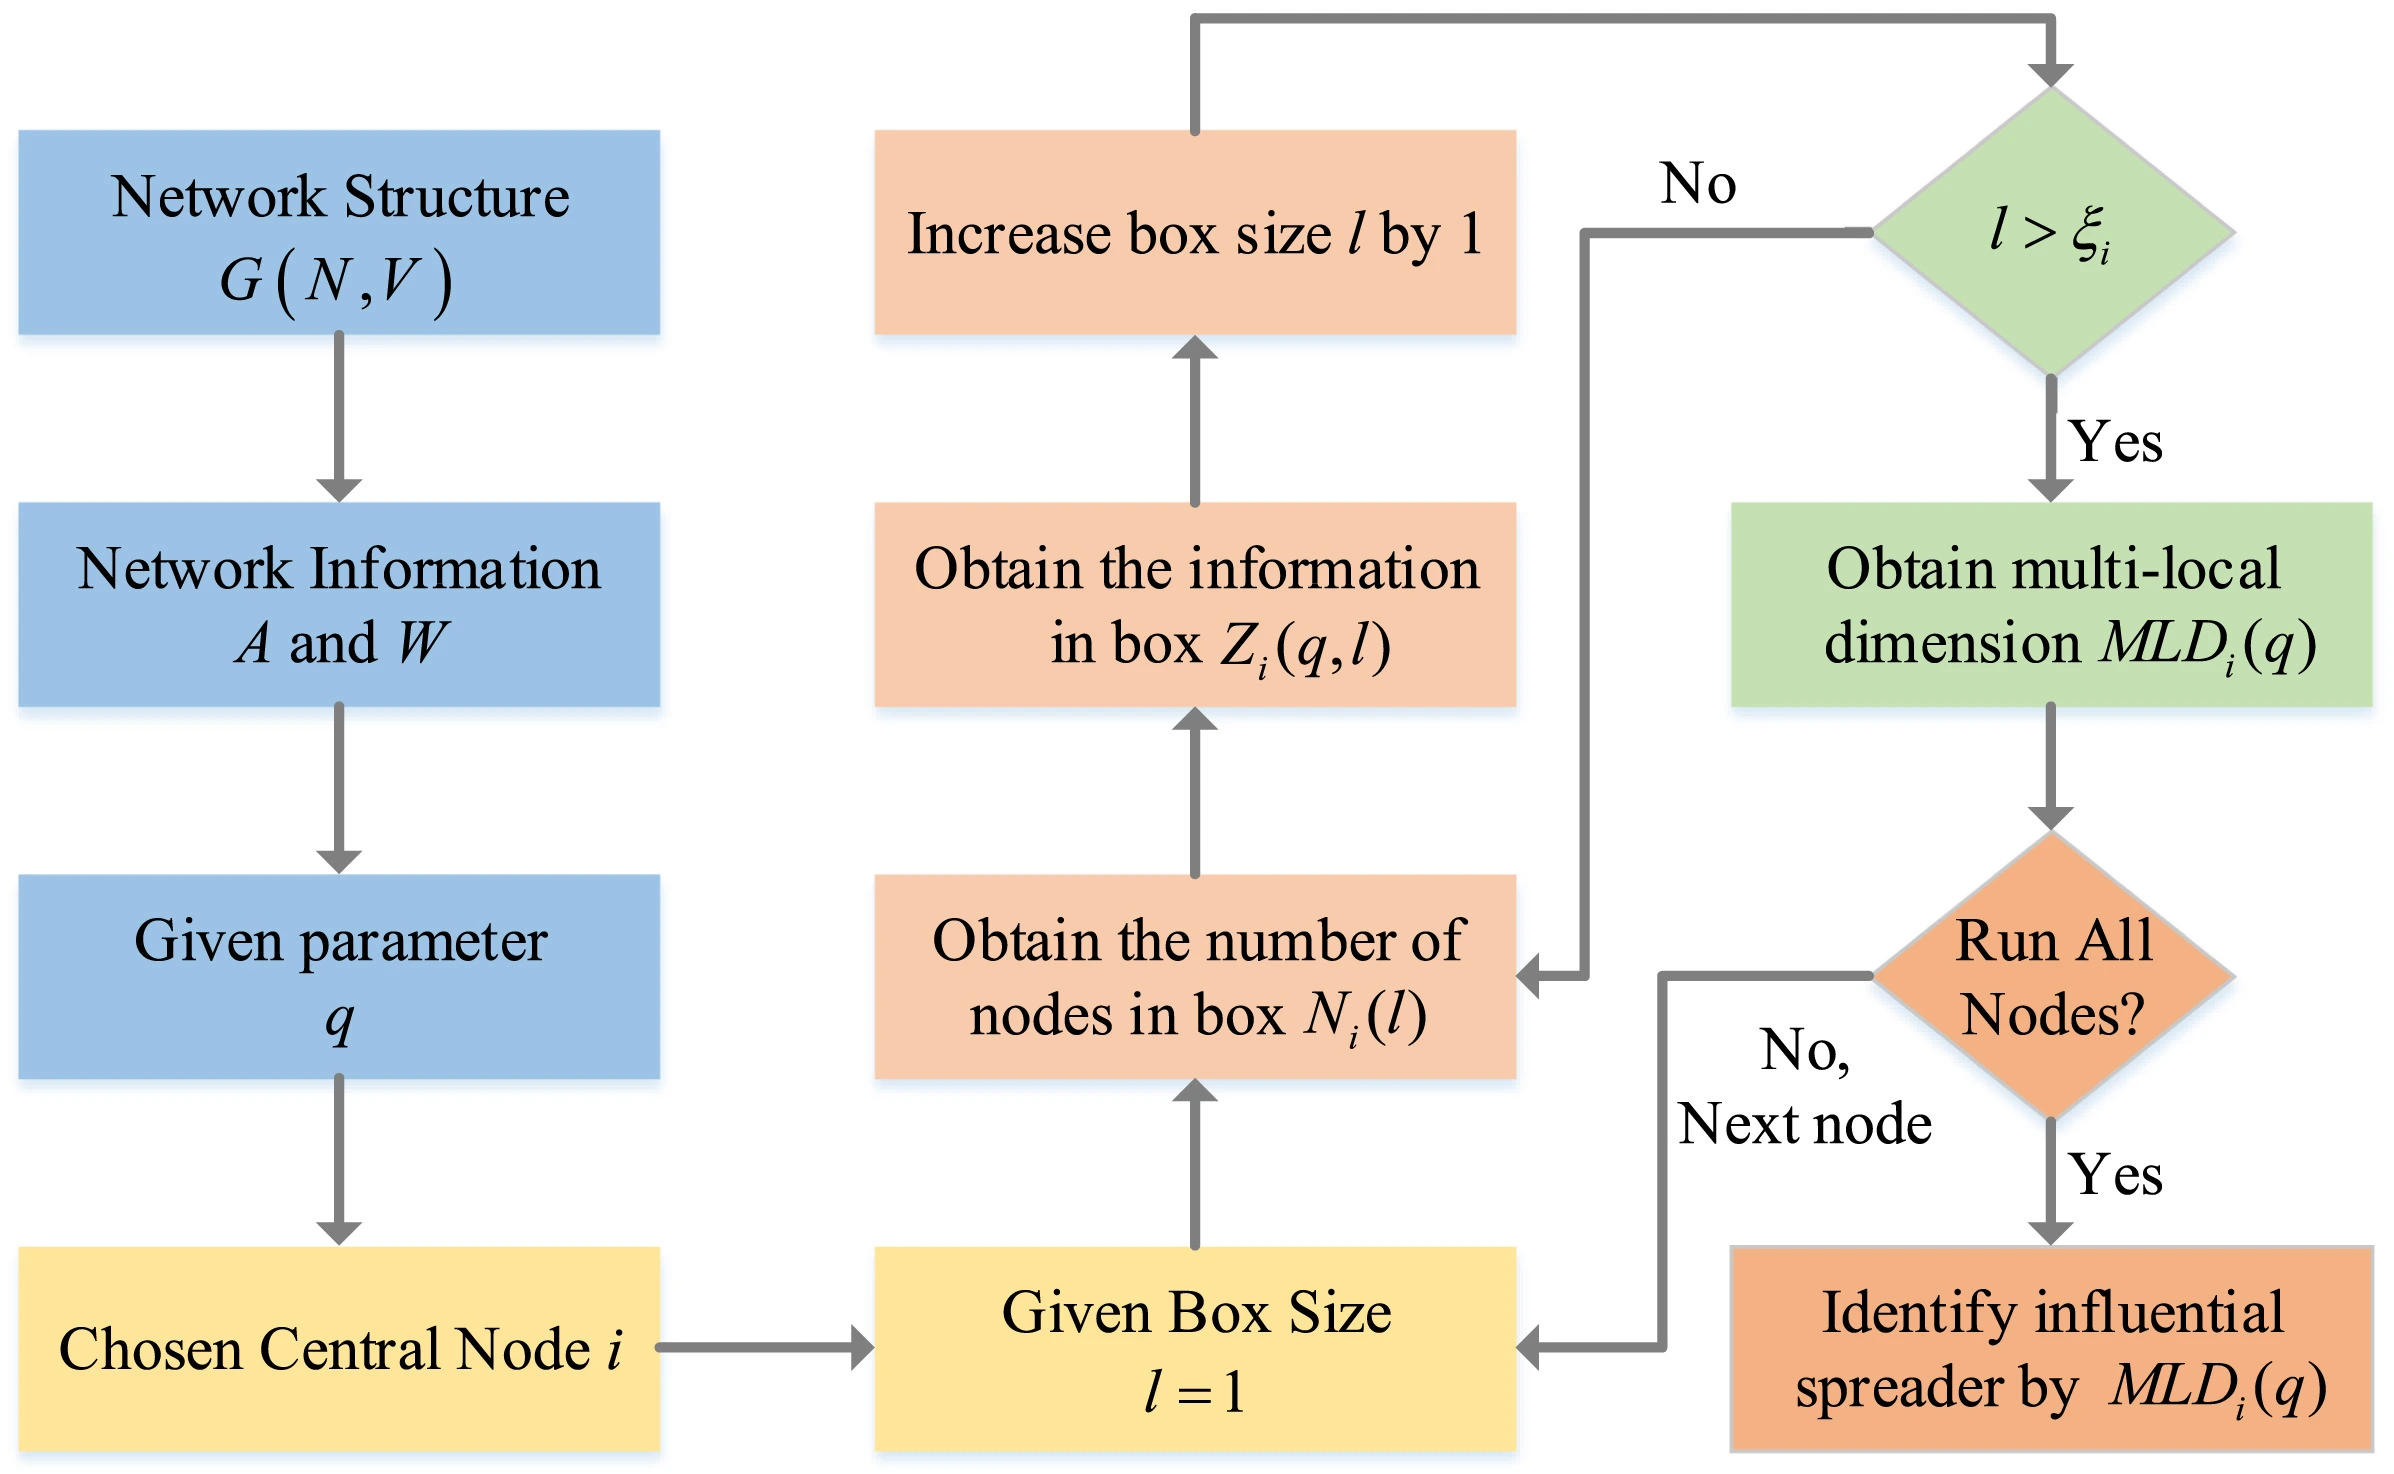 Network Structure
G(N,V)
Network Information
A and W
Given parameter
q
Chosen Central Node i
Given Box Size
l = 1
Obtain the number of
nodes in box N_i(l)
Obtain the information
in box Z_i(q,l)
Increase box size l by 1
l > ξ_i
No
Yes
Obtain multi-local
dimension MLD_i(q)
Run All
Nodes?
No,
Next node
Yes
Identify influential
spreader by MLD_i(q)